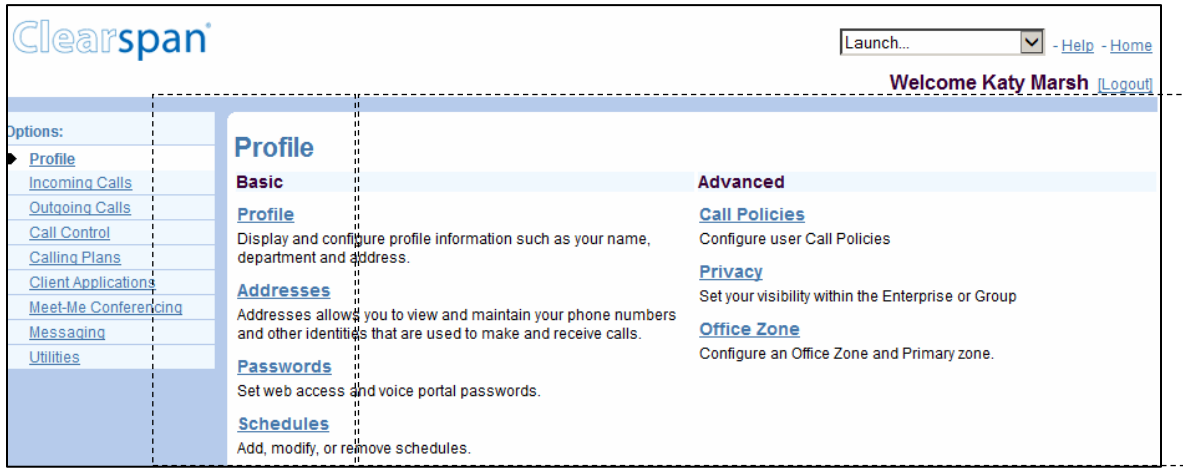 Clearspan
Launch... - Help - Home
Welcome Katy Marsh [Logout]
Options:
Profile
Incoming Calls
Outgoing Calls
Call Control
Calling Plans
Client Applications
Meet-Me Conferencing
Messaging
Utilities
Profile
Basic
Profile
Display and configure profile information such as your name,
department and address.
Addresses
Addresses allows you to view and maintain your phone numbers
and other identities that are used to make and receive calls.
Passwords
Set web access and voice portal passwords.
Schedules
Add, modify, or remove schedules.
Advanced
Call Policies
Configure user Call Policies
Privacy
Set your visibility within the Enterprise or Group
Office Zone
Configure an Office Zone and Primary zone.